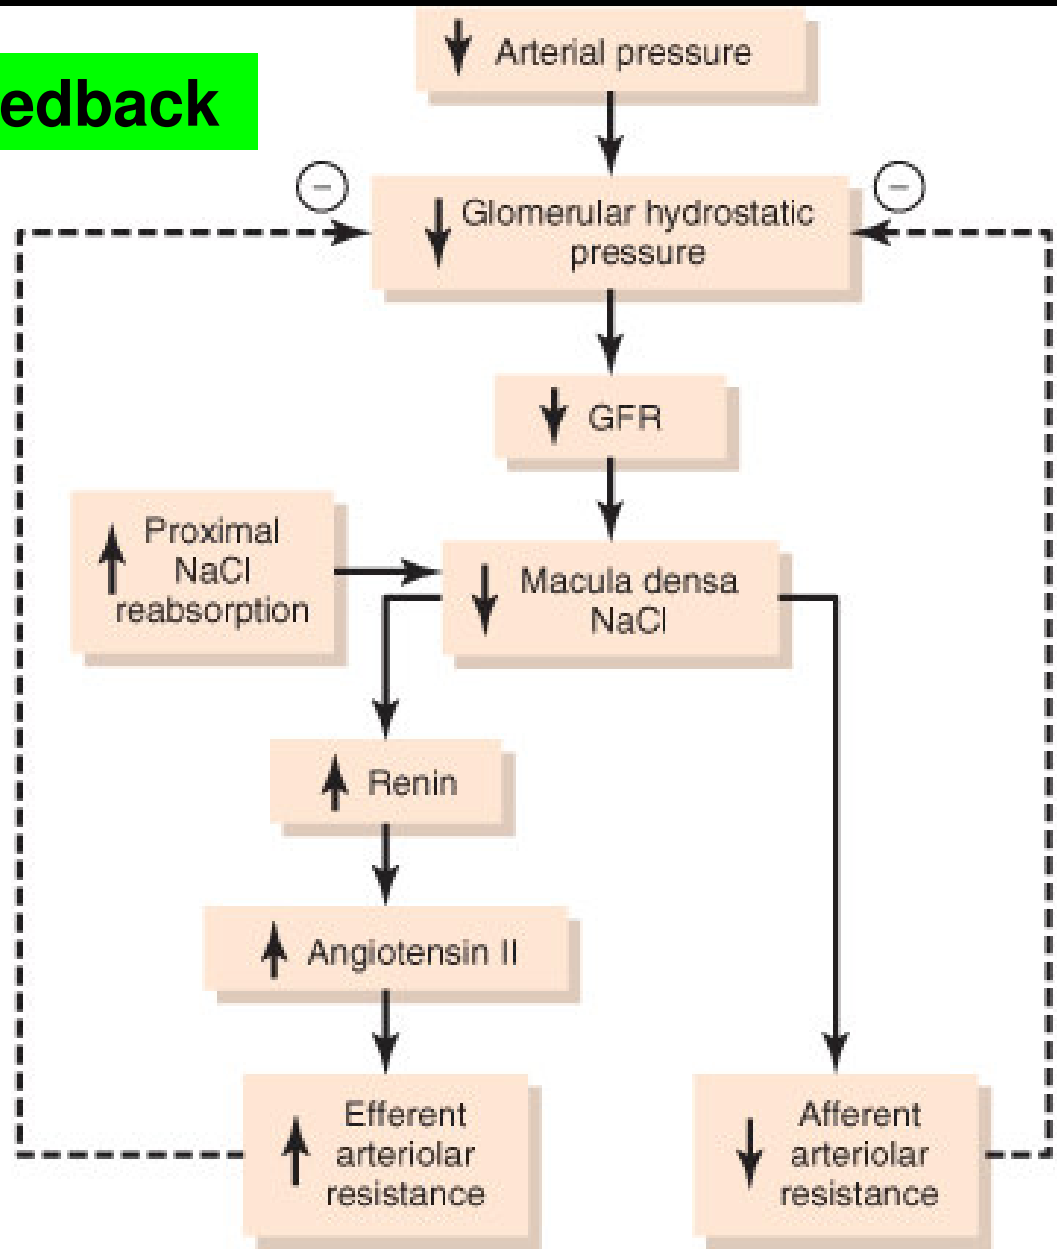 edback
Arterial pressure
−
−
Glomerular hydrostatic
pressure
GFR
Proximal
NaCl
reabsorption
Macula densa
NaCl
Renin
Angiotensin II
Efferent
arteriolar
resistance
Afferent
arteriolar
resistance